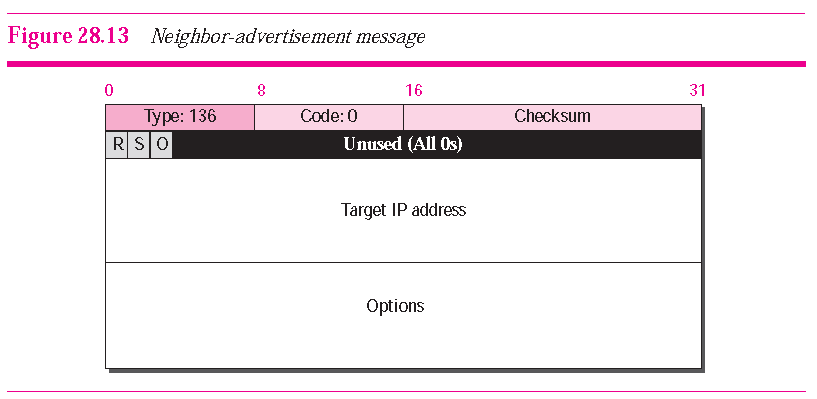 Figure 28.13 Neighbor-advertisement message
0 8 16 31
Type: 136 Code: 0 Checksum
R S O Unused (All 0s)
Target IP address
Options